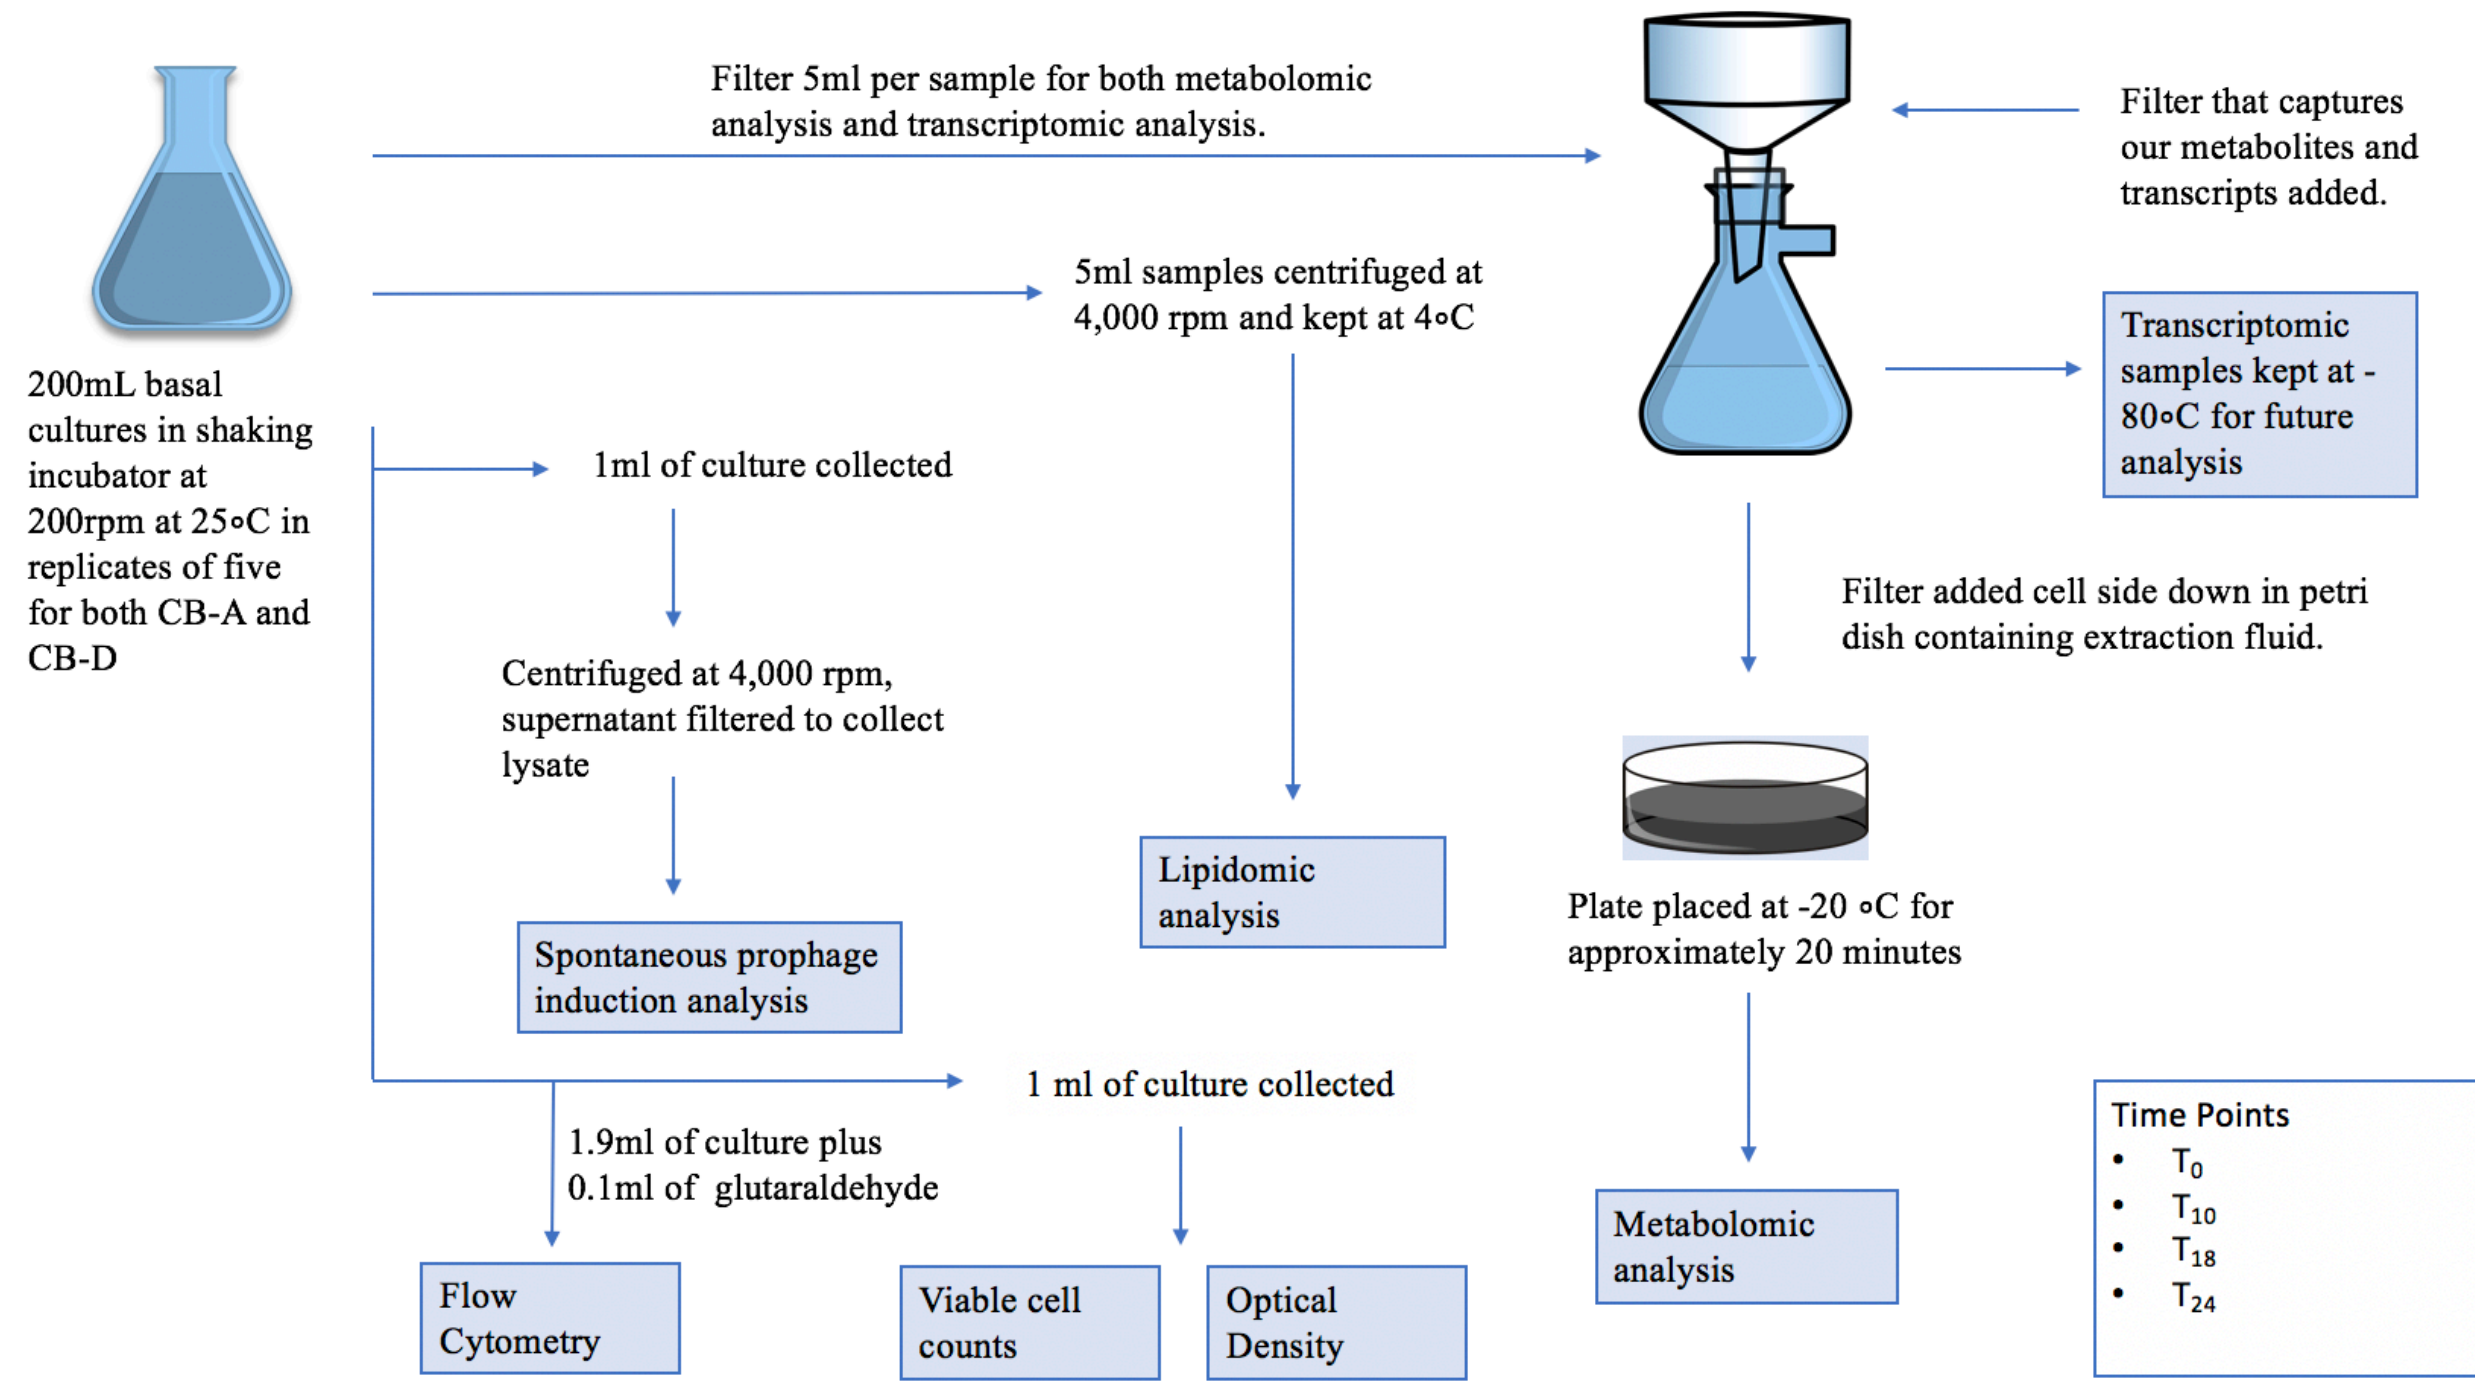 Filter 5ml per sample for both metabolomic
analysis and transcriptomic analysis.
Filter that captures
our metabolites and
transcripts added.
5ml samples centrifuged at
4,000 rpm and kept at 4∘C
Transcriptomic
samples kept at -
80∘C for future
analysis
200mL basal
cultures in shaking
incubator at
200rpm at 25∘C in
replicates of five
for both CB-A and
CB-D
1ml of culture collected
Centrifuged at 4,000 rpm,
supernatant filtered to collect
lysate
Filter added cell side down in petri
dish containing extraction fluid.
Lipidomic
analysis
Plate placed at -20 ∘C for
approximately 20 minutes
Spontaneous prophage
induction analysis
1 ml of culture collected
1.9ml of culture plus
0.1ml of glutaraldehyde
Flow
Cytometry
Viable cell
counts
Optical
Density
Metabolomic
analysis
Time Points
• T0
• T10
• T18
• T24